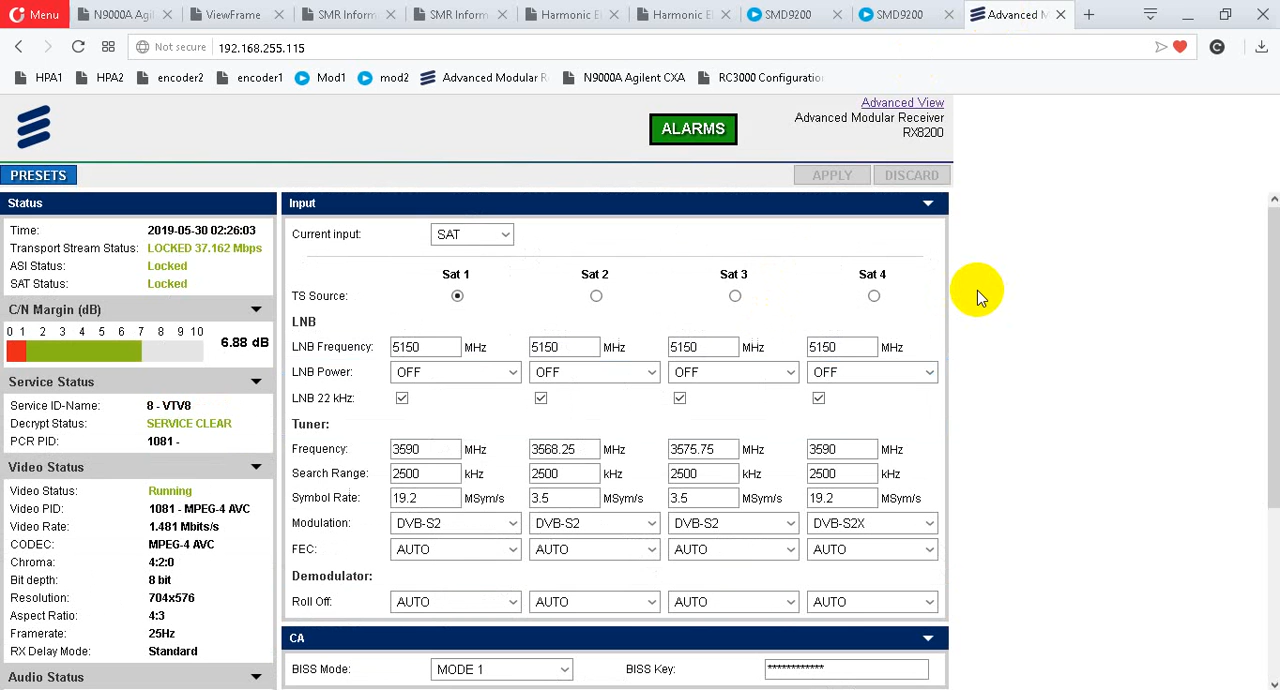 Menu N9000A Agil ViewFrame SMR Inform SMR Inform Harmonic El Harmonic El SMD9200 SMD9200 Advanced M
Not secure 192.168.255.115
HPA1 HPA2 encoder2 encoder1 Mod1 mod2 Advanced Modular R N9000A Agilent CXA RC3000 Configuratio
Advanced View
ALARMS
Advanced Modular Receiver
RX8200
PRESETS APPLY DISCARD
Status
Time: 2019-05-30 02:26:03
Transport Stream Status: LOCKED 37.162 Mbps
ASI Status: Locked
SAT Status: Locked
C/N Margin (dB)
0 1 2 3 4 5 6 7 8 9 10
6.88 dB
Service Status
Service ID-Name: 8 - VTV8
Decrypt Status: SERVICE CLEAR
PCR PID: 1081 -
Video Status
Video Status: Running
Video PID: 1081 - MPEG-4 AVC
Video Rate: 1.481 Mbits/s
CODEC: MPEG-4 AVC
Chroma: 4:2:0
Bit depth: 8 bit
Resolution: 704x576
Aspect Ratio: 4:3
Framerate: 25Hz
RX Delay Mode: Standard
Audio Status
Input
Current input: SAT
Sat 1 Sat 2 Sat 3 Sat 4
TS Source:
LNB
LNB Frequency: 5150 MHz 5150 MHz 5150 MHz 5150 MHz
LNB Power: OFF OFF OFF OFF
LNB 22 kHz:
Tuner:
Frequency: 3590 MHz 3568.25 MHz 3575.75 MHz 3590 MHz
Search Range: 2500 kHz 2500 kHz 2500 kHz 2500 kHz
Symbol Rate: 19.2 MSym/s 3.5 MSym/s 3.5 MSym/s 19.2 MSym/s
Modulation: DVB-S2 DVB-S2 DVB-S2 DVB-S2X
FEC: AUTO AUTO AUTO AUTO
Demodulator:
Roll Off: AUTO AUTO AUTO AUTO
CA
BISS Mode: MODE 1 BISS Key: ************